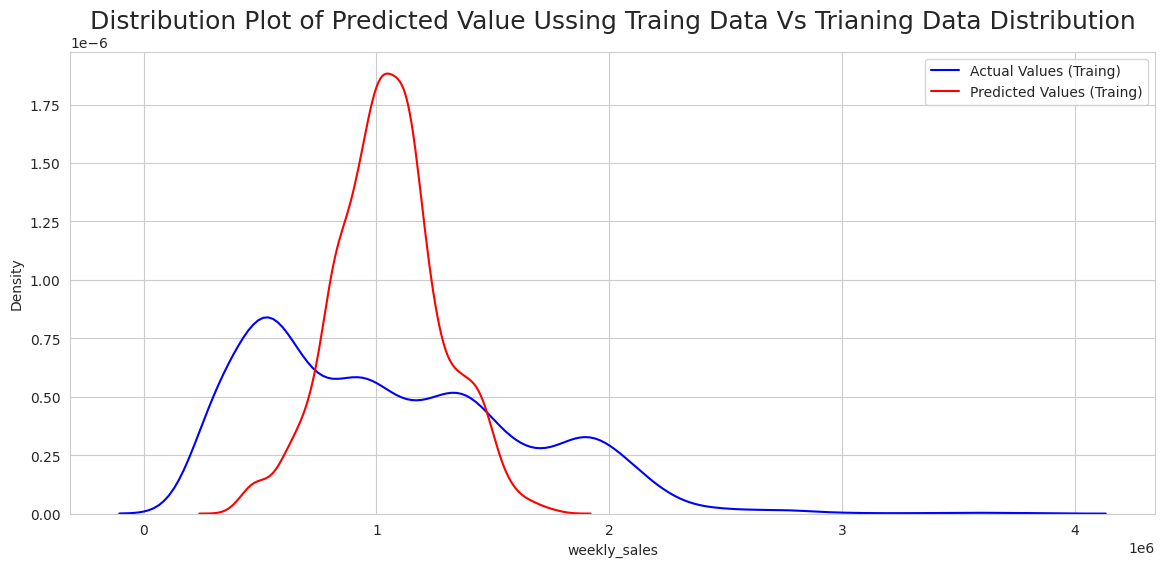 Distribution Plot of Predicted Value Ussing Traing Data Vs Trianing Data Distribution
1e−6
Actual Values (Traing)
Predicted Values (Traing)
1.75
1.50
1.25
1.00
0.75
0.50
0.25
0.00
Density
0 1 2 3 4
1e6
weekly_sales